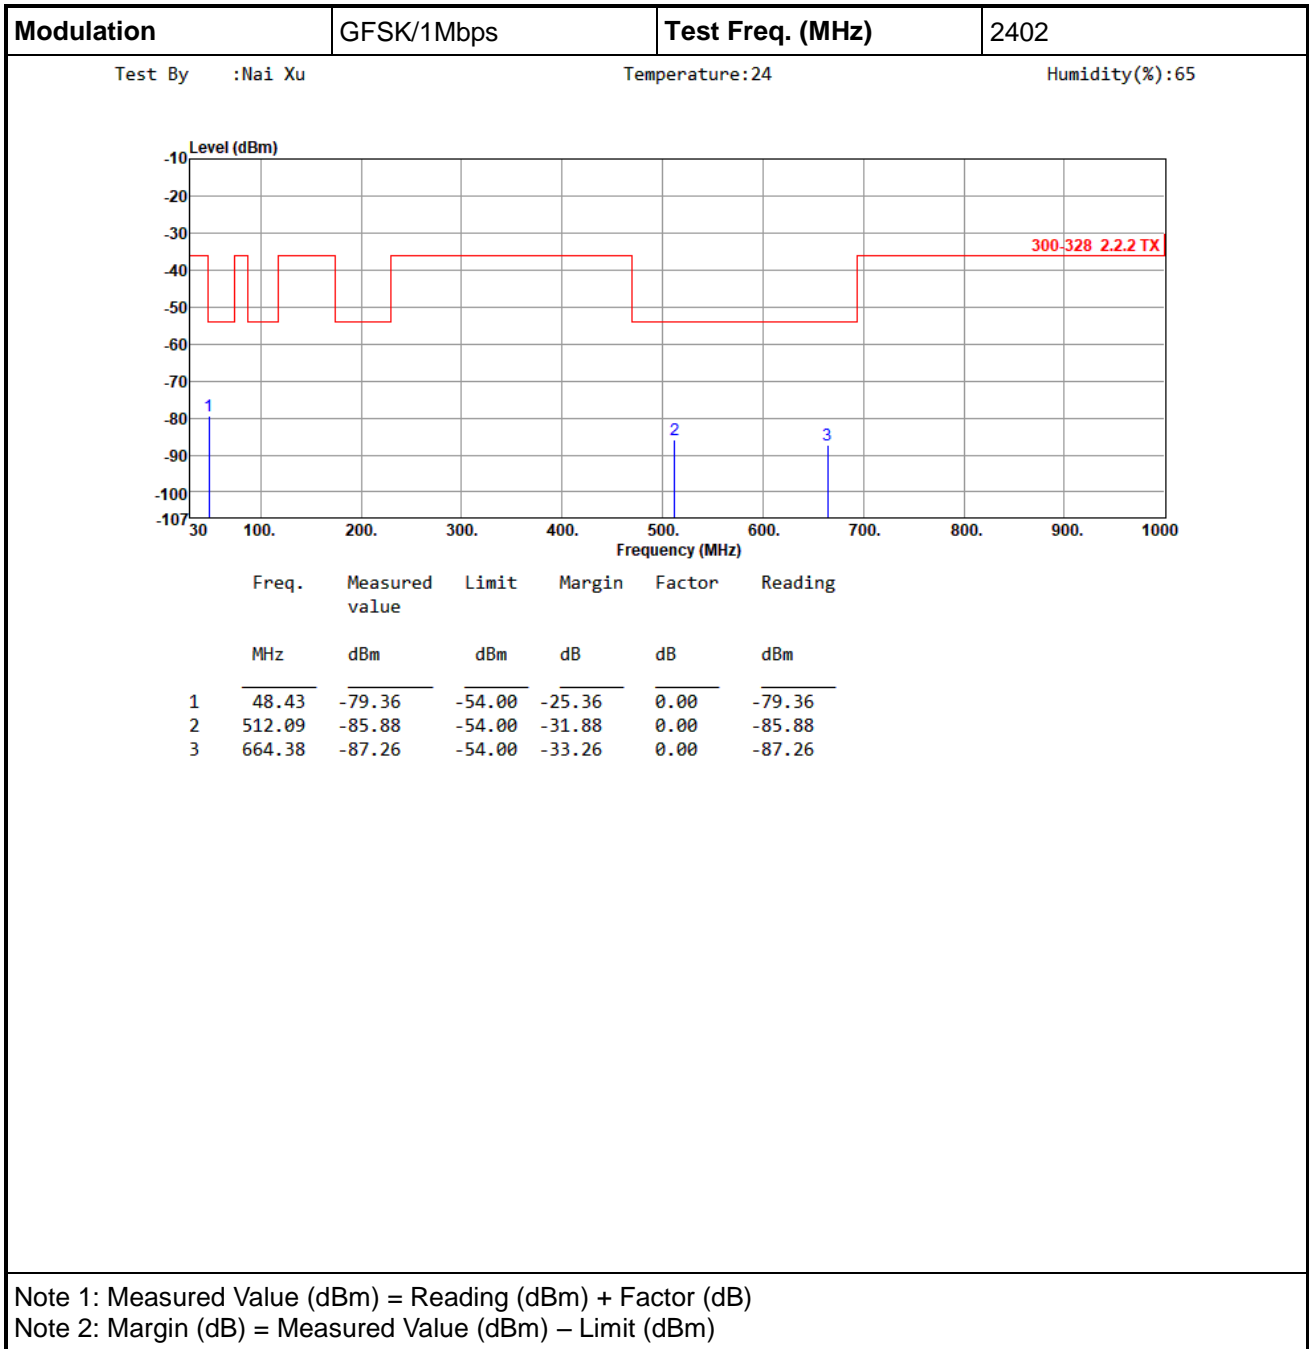 Modulation GFSK/1Mbps Test Freq. (MHz) 2402
Test By :Nai Xu Temperature:24 Humidity(%):65
Level (dBm)
-10
-20
-30
300-328 2.2.2 TX
-40
-50
-60
-70
1
-80
2
3
-90
-100
-107
30 100. 200. 300. 400. 500. 600. 700. 800. 900. 1000
Frequency (MHz)
Freq. Measured Limit Margin Factor Reading
value
MHz dBm dBm dB dB dBm
1 48.43 -79.36 -54.00 -25.36 0.00 -79.36
2 512.09 -85.88 -54.00 -31.88 0.00 -85.88
3 664.38 -87.26 -54.00 -33.26 0.00 -87.26
Note 1: Measured Value (dBm) = Reading (dBm) + Factor (dB)
Note 2: Margin (dB) = Measured Value (dBm) – Limit (dBm)